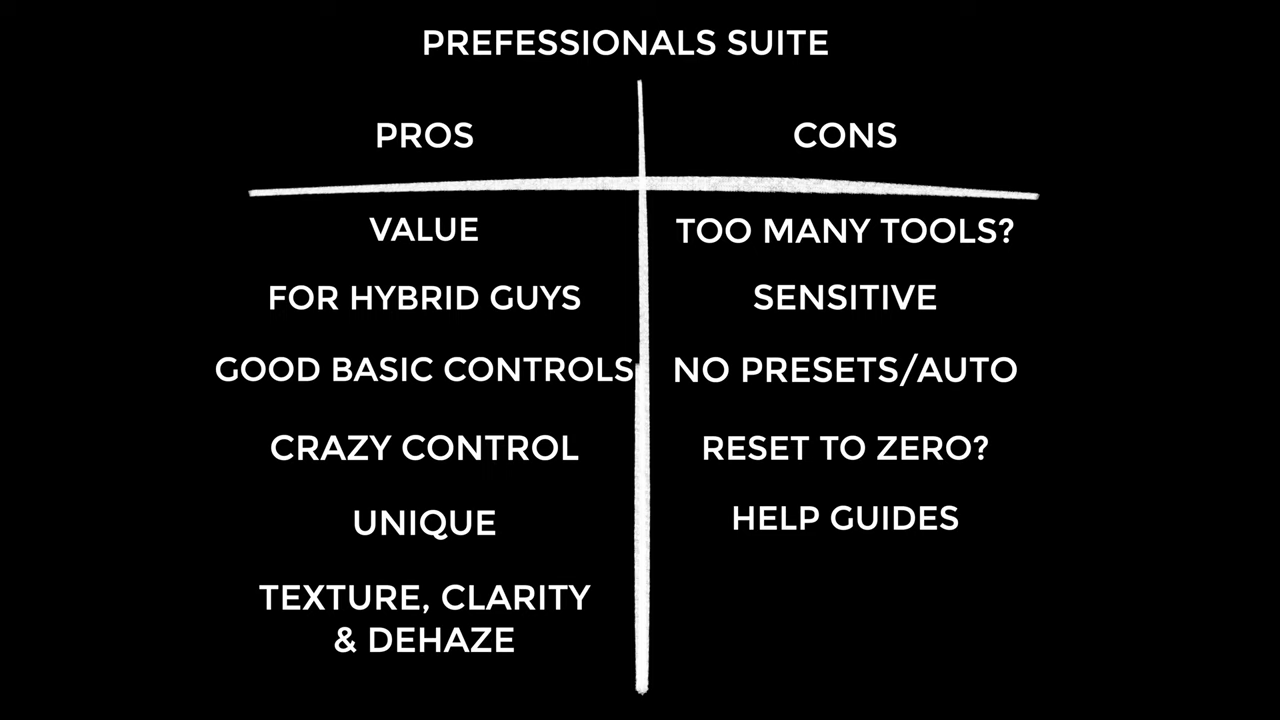 PREFESSIONALS SUITE
PROS
CONS
VALUE
TOO MANY TOOLS?
FOR HYBRID GUYS
SENSITIVE
GOOD BASIC CONTROLS
NO PRESETS/AUTO
CRAZY CONTROL
RESET TO ZERO?
UNIQUE
HELP GUIDES
TEXTURE, CLARITY
& DEHAZE